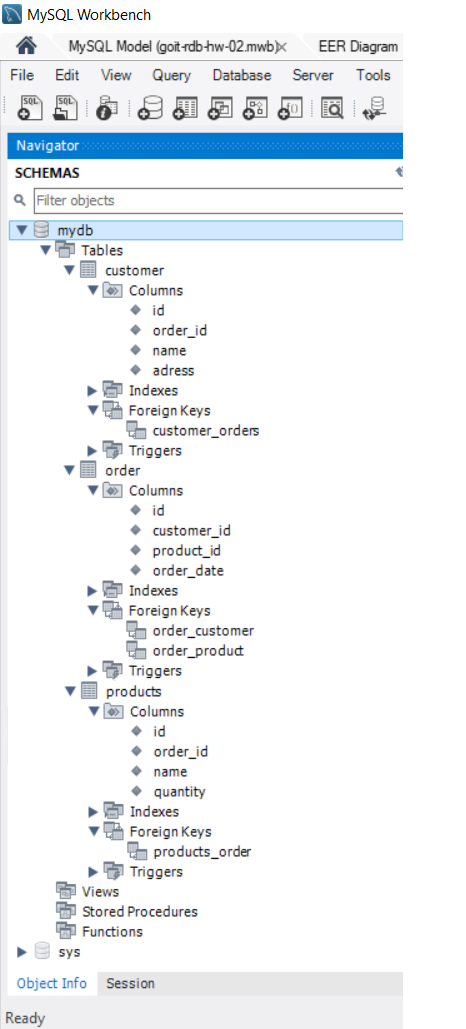 MySQL Workbench
MySQL Model (goit-rdb-hw-02.mwb)× EER Diagram
File Edit View Query Database Server Tools
SQL SQL
Navigator
SCHEMAS
Filter objects
mydb
Tables
customer
Columns
id
order_id
name
adress
Indexes
Foreign Keys
customer_orders
Triggers
order
Columns
id
customer_id
product_id
order_date
Indexes
Foreign Keys
order_customer
order_product
Triggers
products
Columns
id
order_id
name
quantity
Indexes
Foreign Keys
products_order
Triggers
Views
Stored Procedures
Functions
sys
Object Info Session
Ready